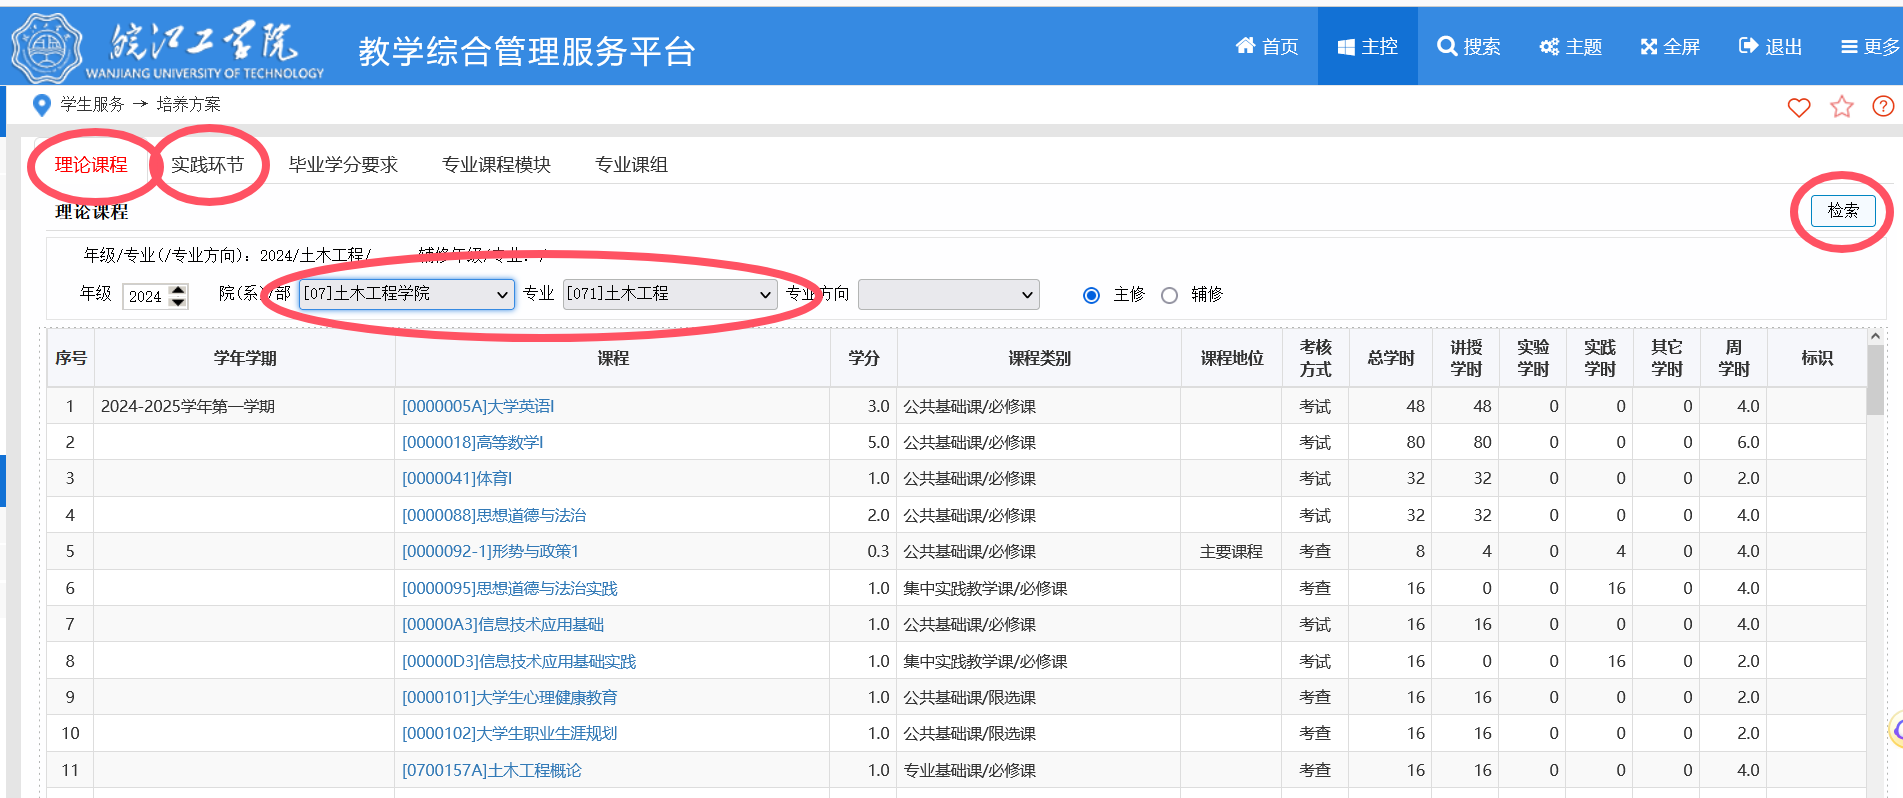 皖江工学院
WANJIANG UNIVERSITY OF TECHNOLOGY
教学综合管理服务平台
首页 主控 搜索 主题 全屏 退出 更多
学生服务 → 培养方案
理论课程 实践环节 毕业学分要求 专业课程模块 专业课组
理论课程 检索
年级/专业(/专业方向): 2024/土木工程/ 辅修年级/专业: /
年级 2024 院(系)/部 [07]土木工程学院 专业 [071]土木工程 专业方向 主修 辅修
序号 学年学期 课程 学分 课程类别 课程地位 考核方式 总学时 讲授学时 实验学时 实践学时 其它学时 周学时 标识
1 2024-2025学年第一学期 [0000005A]大学英语I 3.0 公共基础课/必修课 考试 48 48 0 0 0 4.0
2 [0000018]高等数学I 5.0 公共基础课/必修课 考试 80 80 0 0 0 6.0
3 [0000041]体育I 1.0 公共基础课/必修课 考试 32 32 0 0 0 2.0
4 [0000088]思想道德与法治 2.0 公共基础课/必修课 考试 32 32 0 0 0 4.0
5 [0000092-1]形势与政策1 0.3 公共基础课/必修课 主要课程 考查 8 4 0 4 0 4.0
6 [0000095]思想道德与法治实践 1.0 集中实践教学课/必修课 考查 16 0 0 16 0 4.0
7 [00000A3]信息技术应用基础 1.0 公共基础课/必修课 考试 16 16 0 0 0 4.0
8 [00000D3]信息技术应用基础实践 1.0 集中实践教学课/必修课 考试 16 0 0 16 0 2.0
9 [0000101]大学生心理健康教育 1.0 公共基础课/限选课 考查 16 16 0 0 0 2.0
10 [0000102]大学生职业生涯规划 1.0 公共基础课/限选课 考查 16 16 0 0 0 2.0
11 [0700157A]土木工程概论 1.0 专业基础课/必修课 考查 16 16 0 0 0 4.0